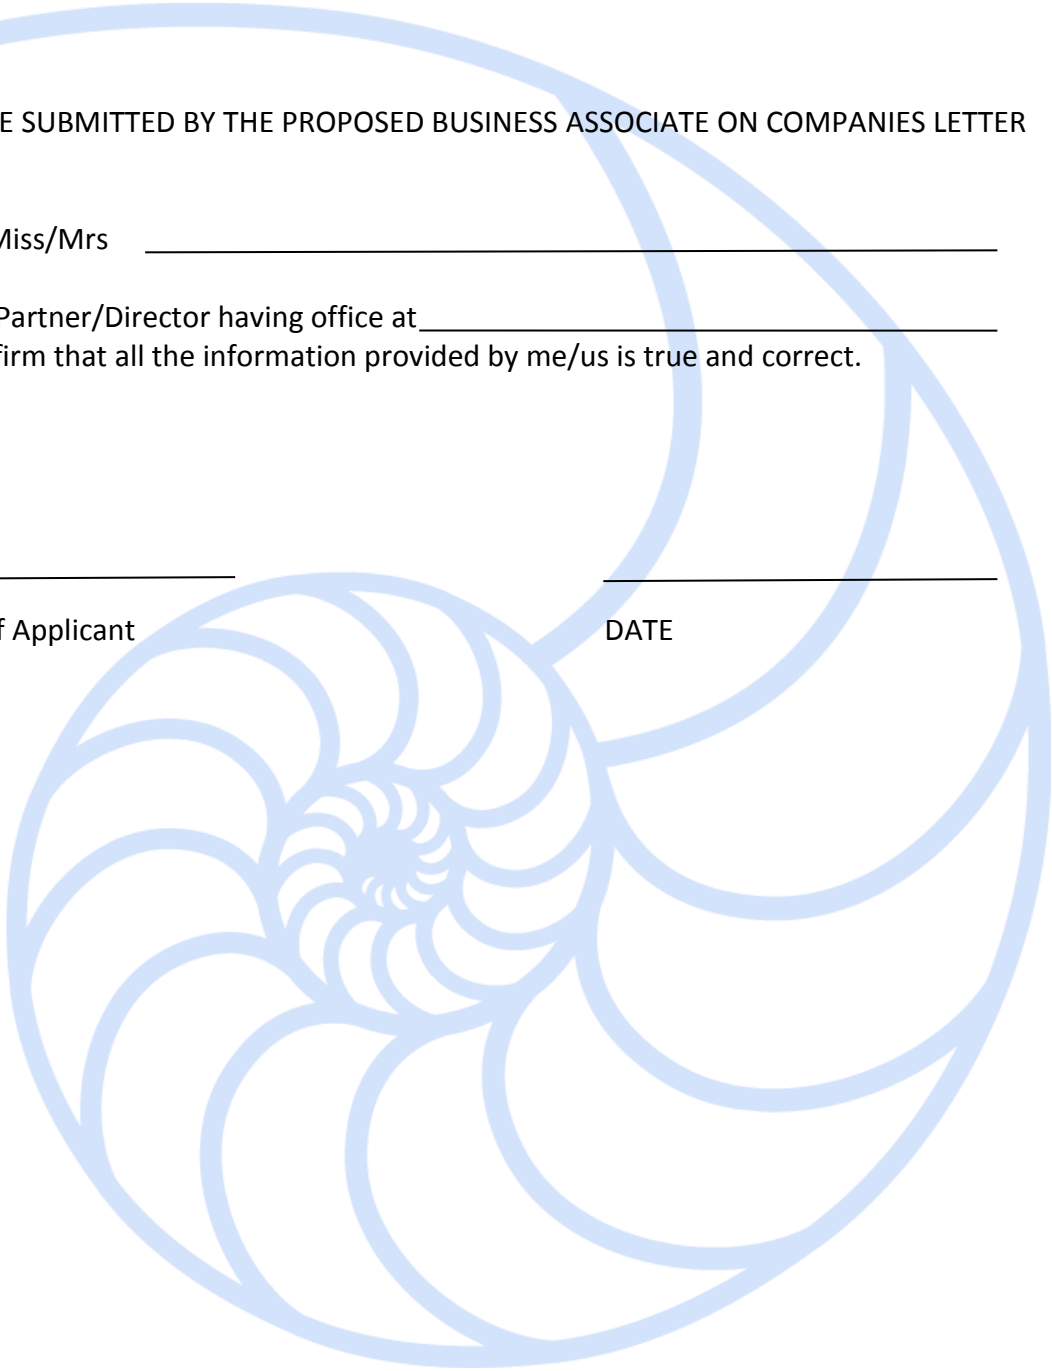 E SUBMITTED BY THE PROPOSED BUSINESS ASSOCIATE ON COMPANIES LETTER
Miss/Mrs
Partner/Director having office at
firm that all the information provided by me/us is true and correct.
f Applicant DATE